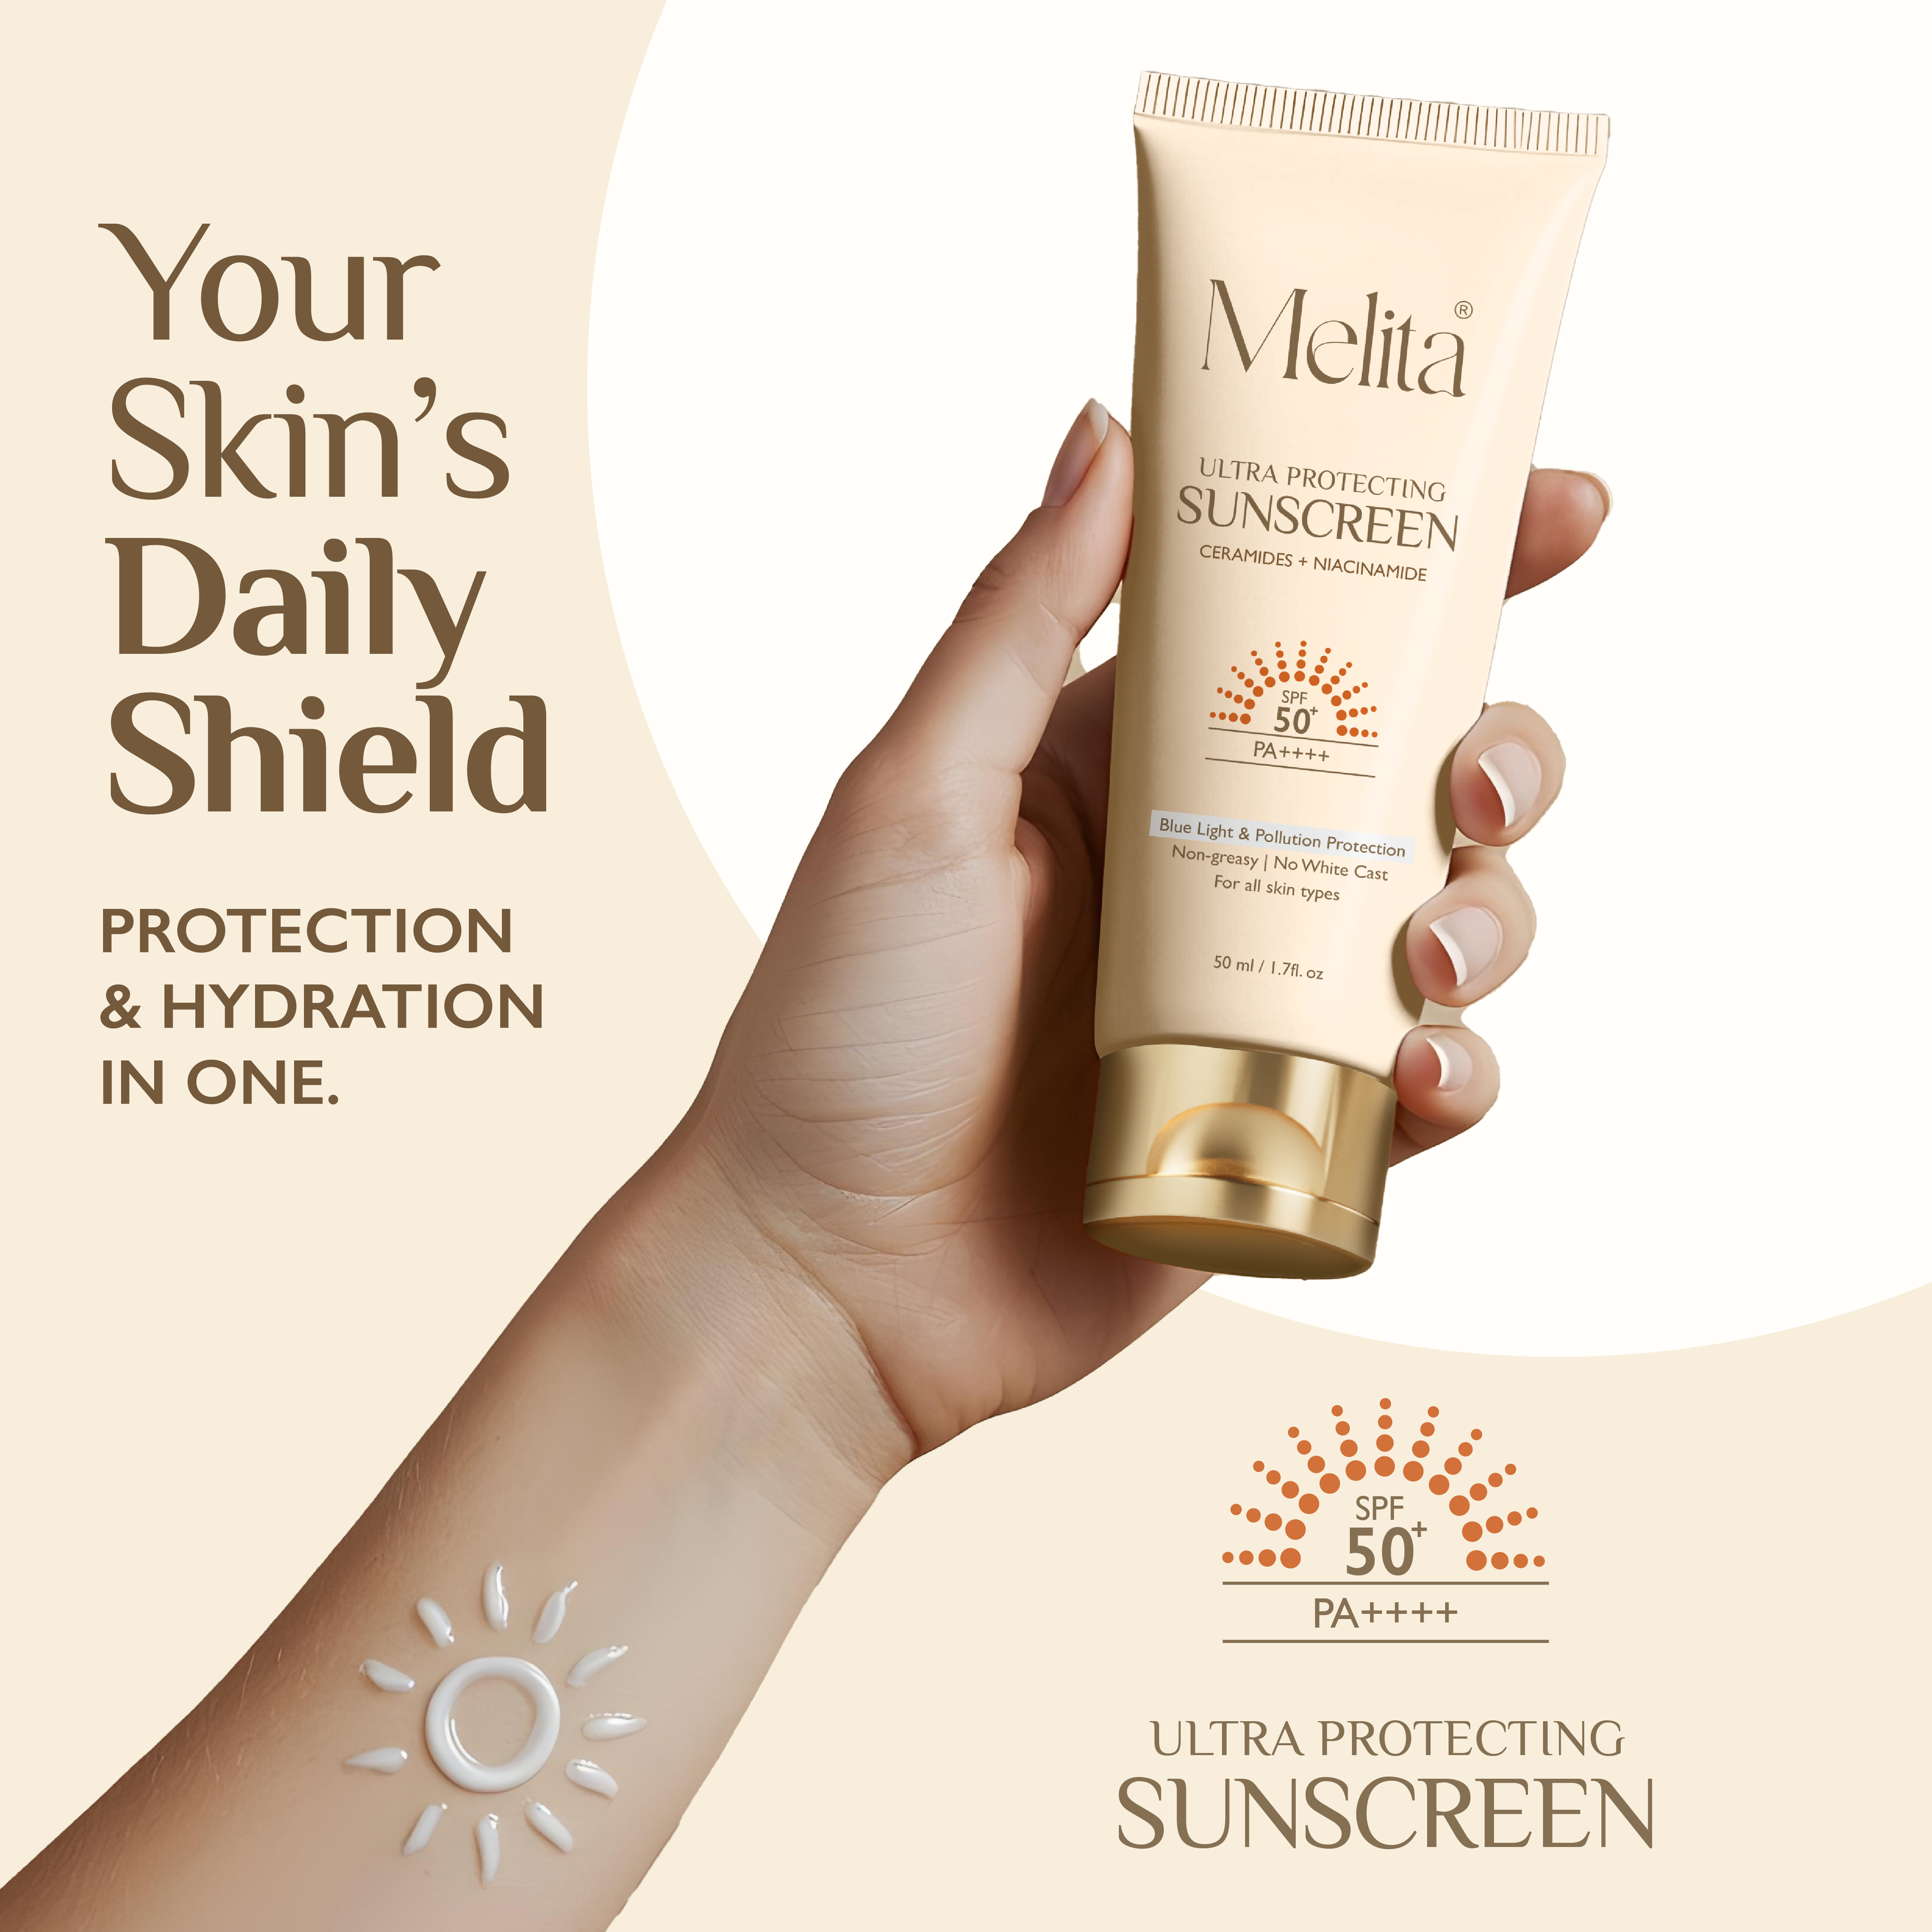 Your
Skin’s
Daily
Shield
PROTECTION
& HYDRATION
IN ONE.
Melita®
ULTRA PROTECTING
SUNSCREEN
CERAMIDES + NIACINAMIDE
SPF
50+
PA++++
Blue Light & Pollution Protection
Non-greasy | No White Cast
For all skin types
50 ml / 1.7fl. oz
SPF
50+
PA++++
ULTRA PROTECTING
SUNSCREEN